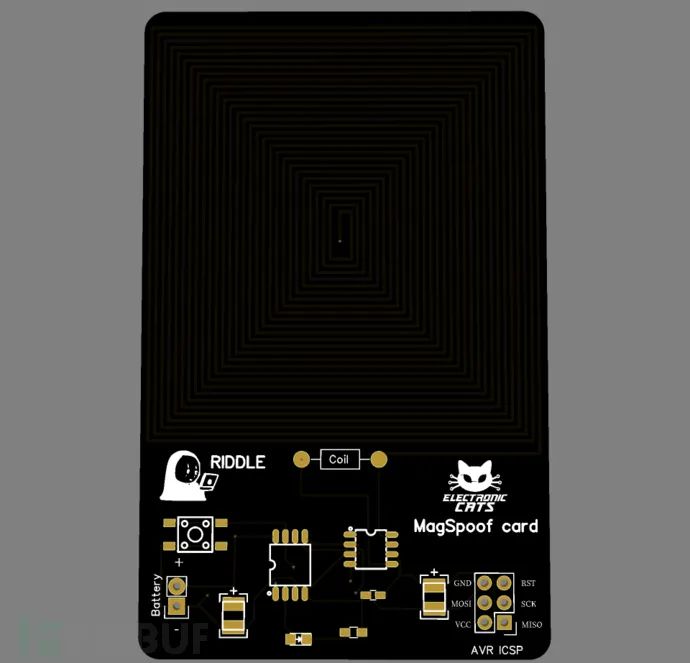 RIDDLE
Coil
ELECTRONIC
CATS
MagSpoof card
+
Battery
-
+
+
GND
RST
MOSI
SCK
VCC
MISO
AVR ICSP